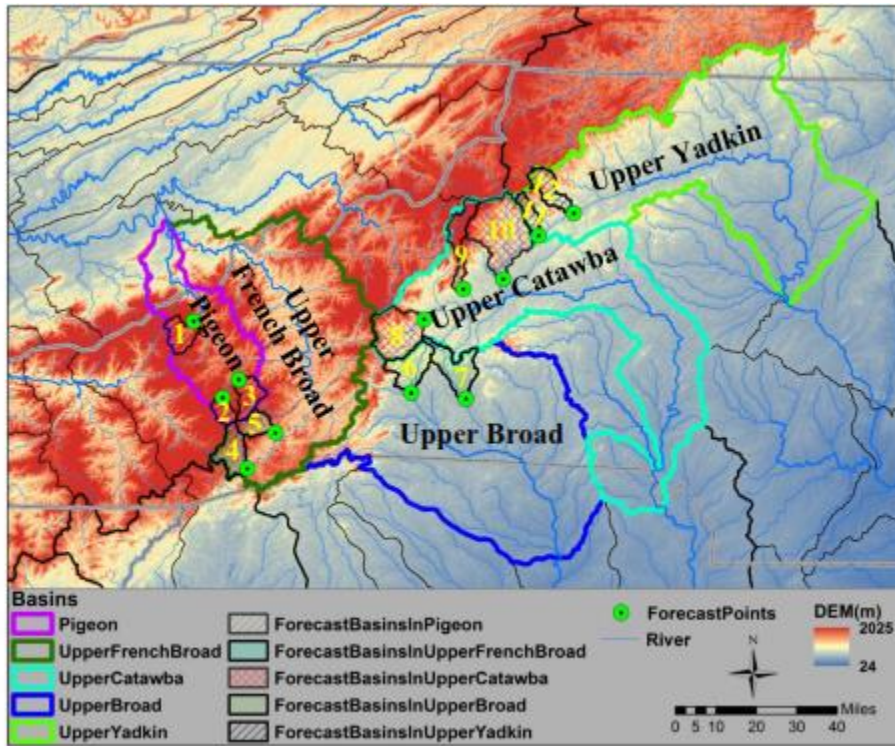 Upper Yadkin
12
11
10
9
Upper Catawba
Upper
French Broad
Pigeon
1
8
6
7
2
3
5
4
Upper Broad
Basins
Pigeon
UpperFrenchBroad
UpperCatawba
UpperBroad
UpperYadkin
ForecastBasinsInPigeon
ForecastBasinsInUpperFrenchBroad
ForecastBasinsInUpperCatawba
ForecastBasinsInUpperBroad
ForecastBasinsInUpperYadkin
ForecastPoints
River
DEM(m)
2025
24
N
Miles
0 5 10 20 30 40